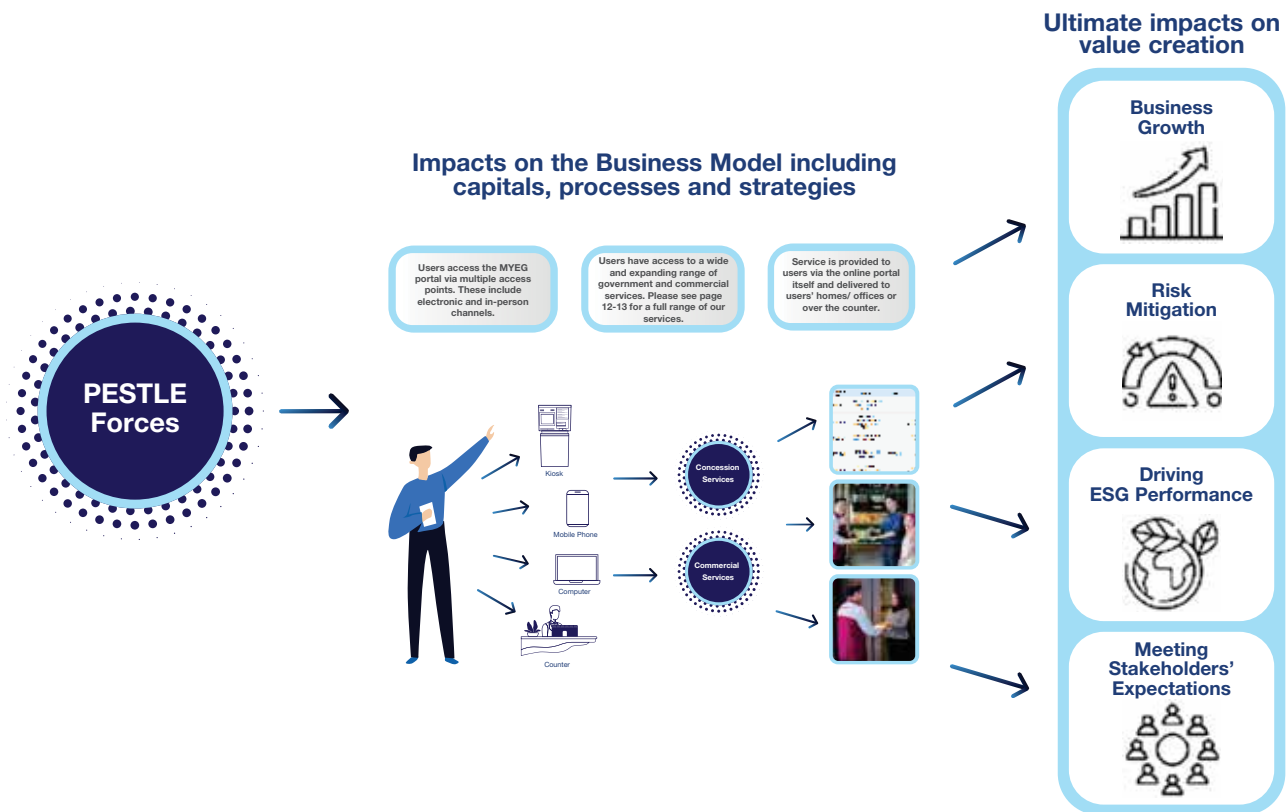 PESTLE
Forces
Impacts on the Business Model including
capitals, processes and strategies
Users access the MYEG
portal via multiple access
points. These include
electronic and in-person
channels.
Users have access to a wide
and expanding range of
government and commercial
services. Please see page
12-13 for a full range of our
services.
Service is provided to
users via the online portal
itself and delivered to
users' homes/ offices or
over the counter.
Kiosk
Mobile Phone
Computer
Counter
Concession
Services
Commercial
Services
Ultimate impacts on
value creation
Business
Growth
Risk
Mitigation
Driving
ESG Performance
Meeting
Stakeholders'
Expectations